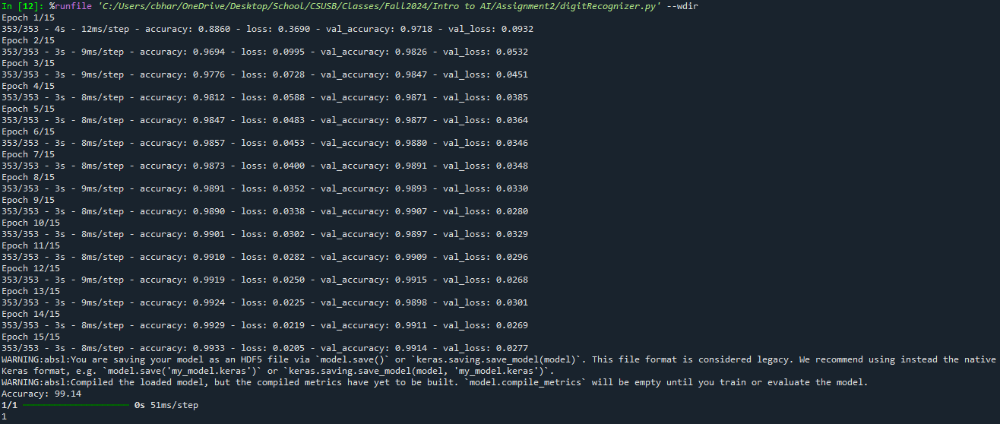 In [12]: %runfile 'C:/Users/cbhar/OneDrive/Desktop/School/CSUSB/Classes/Fall2024/Intro to AI/Assignment2/digitRecognizer.py' --wdir
Epoch 1/15
353/353 - 4s - 12ms/step - accuracy: 0.8860 - loss: 0.3690 - val_accuracy: 0.9718 - val_loss: 0.0932
Epoch 2/15
353/353 - 3s - 9ms/step - accuracy: 0.9694 - loss: 0.0995 - val_accuracy: 0.9826 - val_loss: 0.0532
Epoch 3/15
353/353 - 3s - 9ms/step - accuracy: 0.9776 - loss: 0.0728 - val_accuracy: 0.9847 - val_loss: 0.0451
Epoch 4/15
353/353 - 3s - 8ms/step - accuracy: 0.9812 - loss: 0.0588 - val_accuracy: 0.9871 - val_loss: 0.0385
Epoch 5/15
353/353 - 3s - 8ms/step - accuracy: 0.9847 - loss: 0.0483 - val_accuracy: 0.9877 - val_loss: 0.0364
Epoch 6/15
353/353 - 3s - 8ms/step - accuracy: 0.9857 - loss: 0.0453 - val_accuracy: 0.9880 - val_loss: 0.0346
Epoch 7/15
353/353 - 3s - 8ms/step - accuracy: 0.9873 - loss: 0.0400 - val_accuracy: 0.9891 - val_loss: 0.0348
Epoch 8/15
353/353 - 3s - 9ms/step - accuracy: 0.9891 - loss: 0.0352 - val_accuracy: 0.9893 - val_loss: 0.0330
Epoch 9/15
353/353 - 3s - 8ms/step - accuracy: 0.9890 - loss: 0.0338 - val_accuracy: 0.9907 - val_loss: 0.0280
Epoch 10/15
353/353 - 3s - 8ms/step - accuracy: 0.9901 - loss: 0.0302 - val_accuracy: 0.9897 - val_loss: 0.0329
Epoch 11/15
353/353 - 3s - 8ms/step - accuracy: 0.9910 - loss: 0.0282 - val_accuracy: 0.9909 - val_loss: 0.0296
Epoch 12/15
353/353 - 3s - 9ms/step - accuracy: 0.9919 - loss: 0.0250 - val_accuracy: 0.9915 - val_loss: 0.0268
Epoch 13/15
353/353 - 3s - 9ms/step - accuracy: 0.9924 - loss: 0.0225 - val_accuracy: 0.9898 - val_loss: 0.0301
Epoch 14/15
353/353 - 3s - 8ms/step - accuracy: 0.9929 - loss: 0.0219 - val_accuracy: 0.9911 - val_loss: 0.0269
Epoch 15/15
353/353 - 3s - 8ms/step - accuracy: 0.9933 - loss: 0.0205 - val_accuracy: 0.9914 - val_loss: 0.0277
WARNING:absl:You are saving your model as an HDF5 file via `model.save()` or `keras.saving.save_model(model)`. This file format is considered legacy. We recommend using instead the native
Keras format, e.g. `model.save('my_model.keras')` or `keras.saving.save_model(model, 'my_model.keras')`.
WARNING:absl:Compiled the loaded model, but the compiled metrics have yet to be built. `model.compile_metrics` will be empty until you train or evaluate the model.
Accuracy: 99.14
1/1 ━━━━━━━━━━━━━━━━━━━━ 0s 51ms/step
1